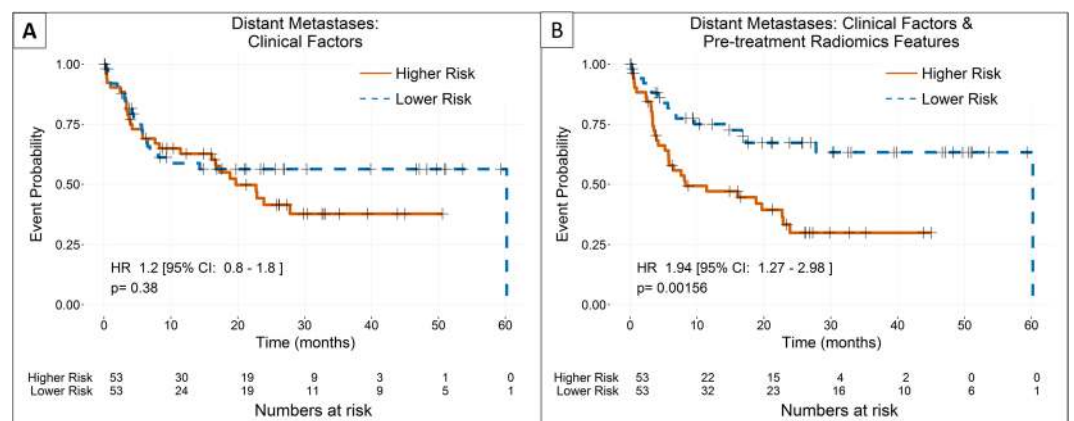 A
Distant Metastases:
Clinical Factors
1.00
0.75
0.50
0.25
0.00
Event Probability
Higher Risk
Lower Risk
HR 1.2 [95% CI: 0.8 - 1.8 ]
p= 0.38
0 10 20 30 40 50 60
Time (months)
Higher Risk 53 30 19 9 3 1 0
Lower Risk 53 24 19 11 9 5 1
Numbers at risk
B
Distant Metastases: Clinical Factors &
Pre-treatment Radiomics Features
1.00
0.75
0.50
0.25
0.00
Event Probability
Higher Risk
Lower Risk
HR 1.94 [95% CI: 1.27 - 2.98 ]
p= 0.00156
0 10 20 30 40 50 60
Time (months)
Higher Risk 53 22 15 4 2 0 0
Lower Risk 53 32 23 16 10 6 1
Numbers at risk